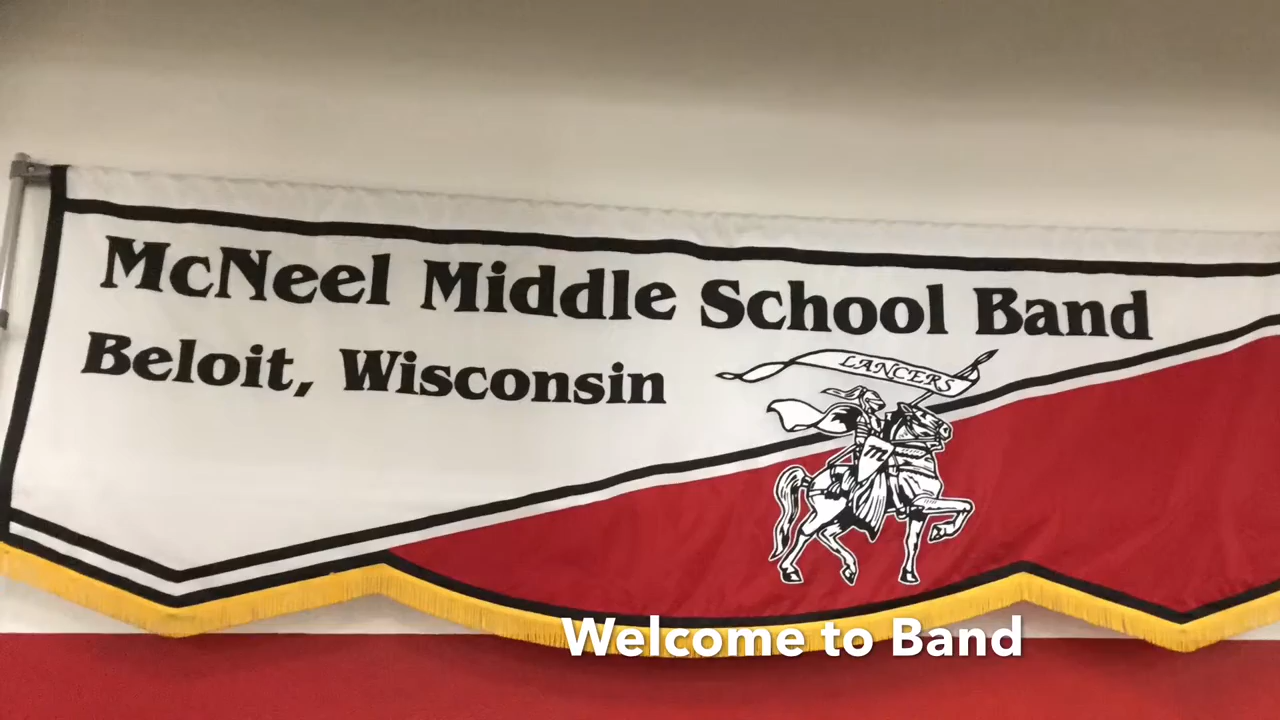 McNeel Middle School Band
Beloit, Wisconsin
LANCERS
m
Welcome to Band